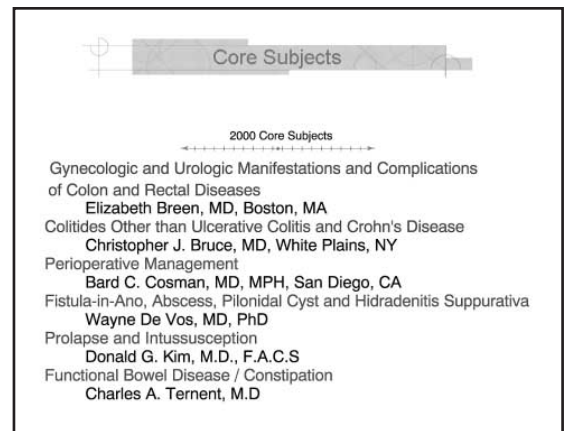 Core Subjects
2000 Core Subjects
Gynecologic and Urologic Manifestations and Complications
of Colon and Rectal Diseases
Elizabeth Breen, MD, Boston, MA
Colitides Other than Ulcerative Colitis and Crohn's Disease
Christopher J. Bruce, MD, White Plains, NY
Perioperative Management
Bard C. Cosman, MD, MPH, San Diego, CA
Fistula-in-Ano, Abscess, Pilonidal Cyst and Hidradenitis Suppurativa
Wayne De Vos, MD, PhD
Prolapse and Intussusception
Donald G. Kim, M.D., F.A.C.S
Functional Bowel Disease / Constipation
Charles A. Ternent, M.D